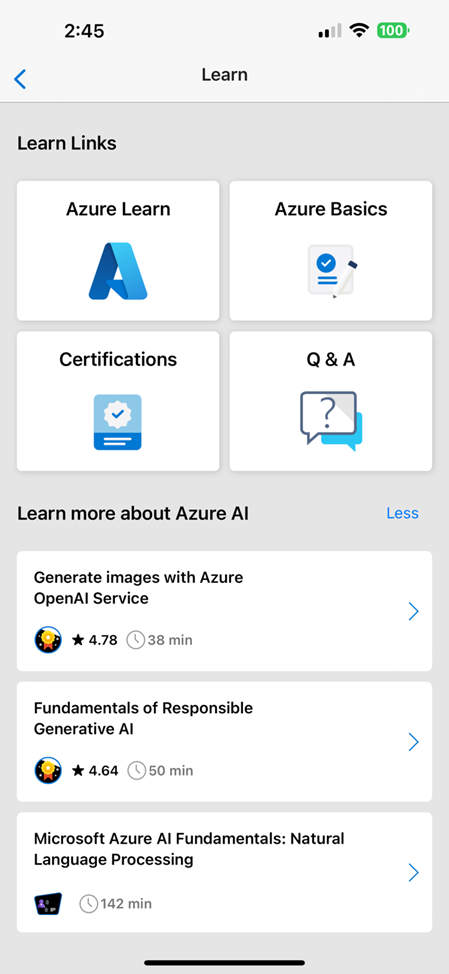 2:45
100
Learn
Learn Links
Azure Learn
Azure Basics
Certifications
Q & A
?
Learn more about Azure AI
Less
Generate images with Azure
OpenAI Service
4.78
38 min
Fundamentals of Responsible
Generative AI
4.64
50 min
Microsoft Azure AI Fundamentals: Natural
Language Processing
142 min